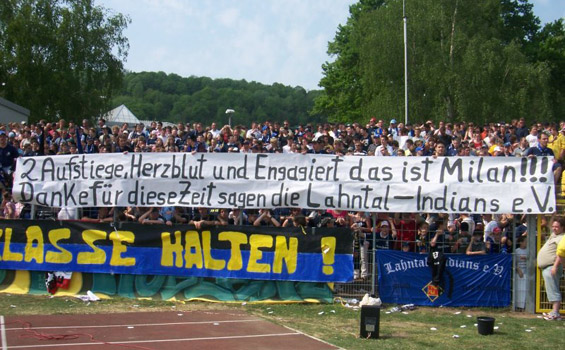 2 Aufstiege, Herzblut und Engagiert das ist Milan!!!
Danke für diese Zeit sagen die Lahntal-Indians e.V.
KLASSE HALTEN !
Lahntal Indians e.V.